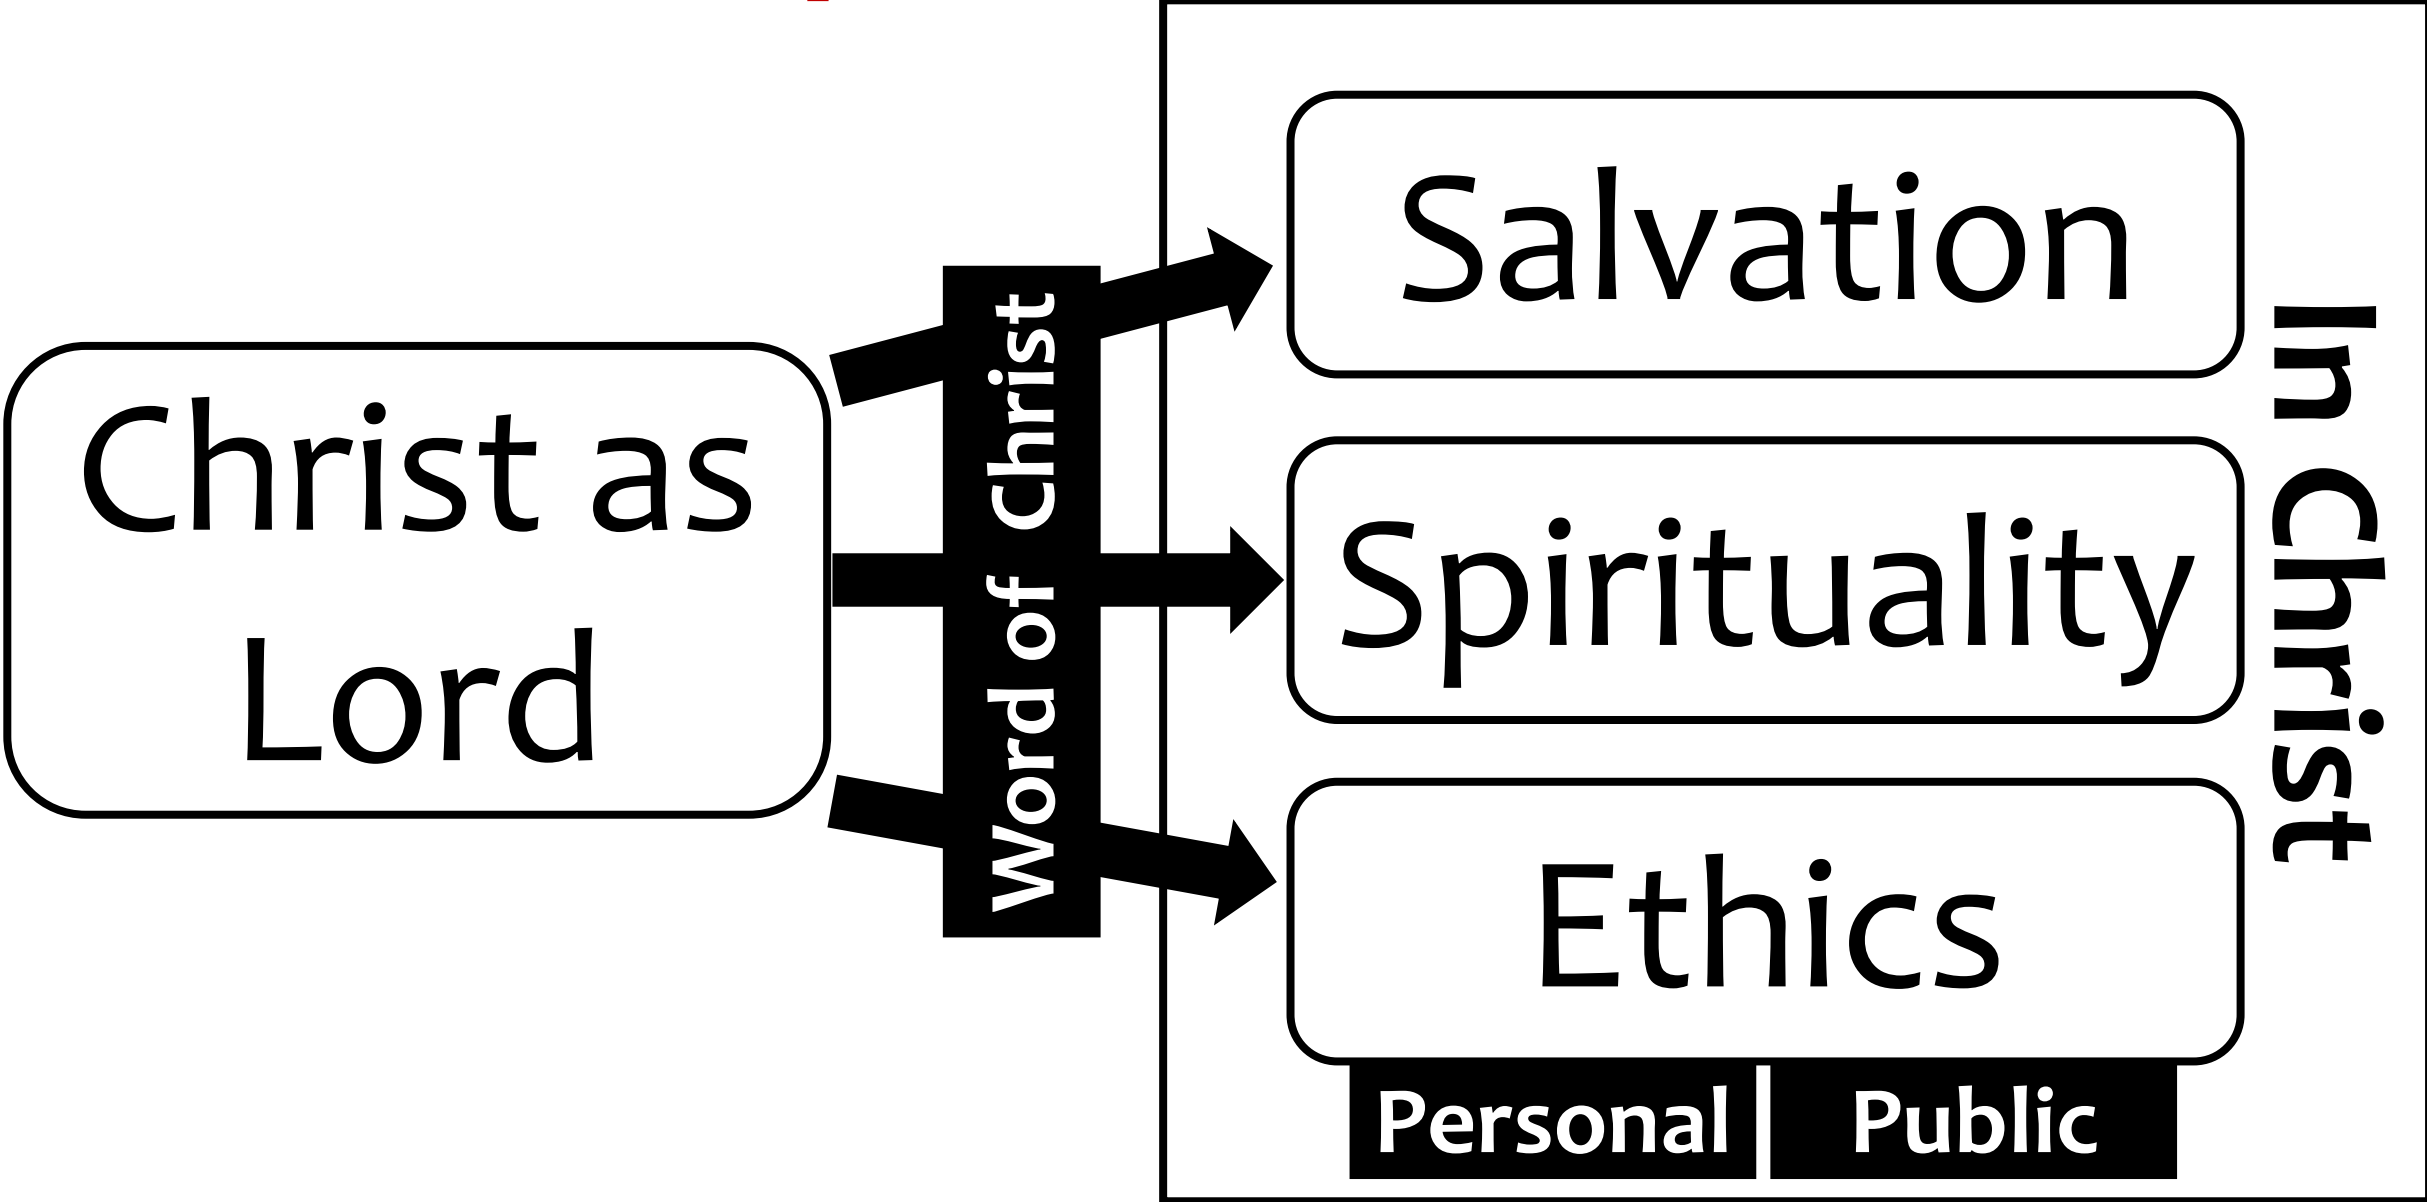 Christ as
Lord
Word of Christ
Salvation
Spirituality
Ethics
Personal
Public
In Christ